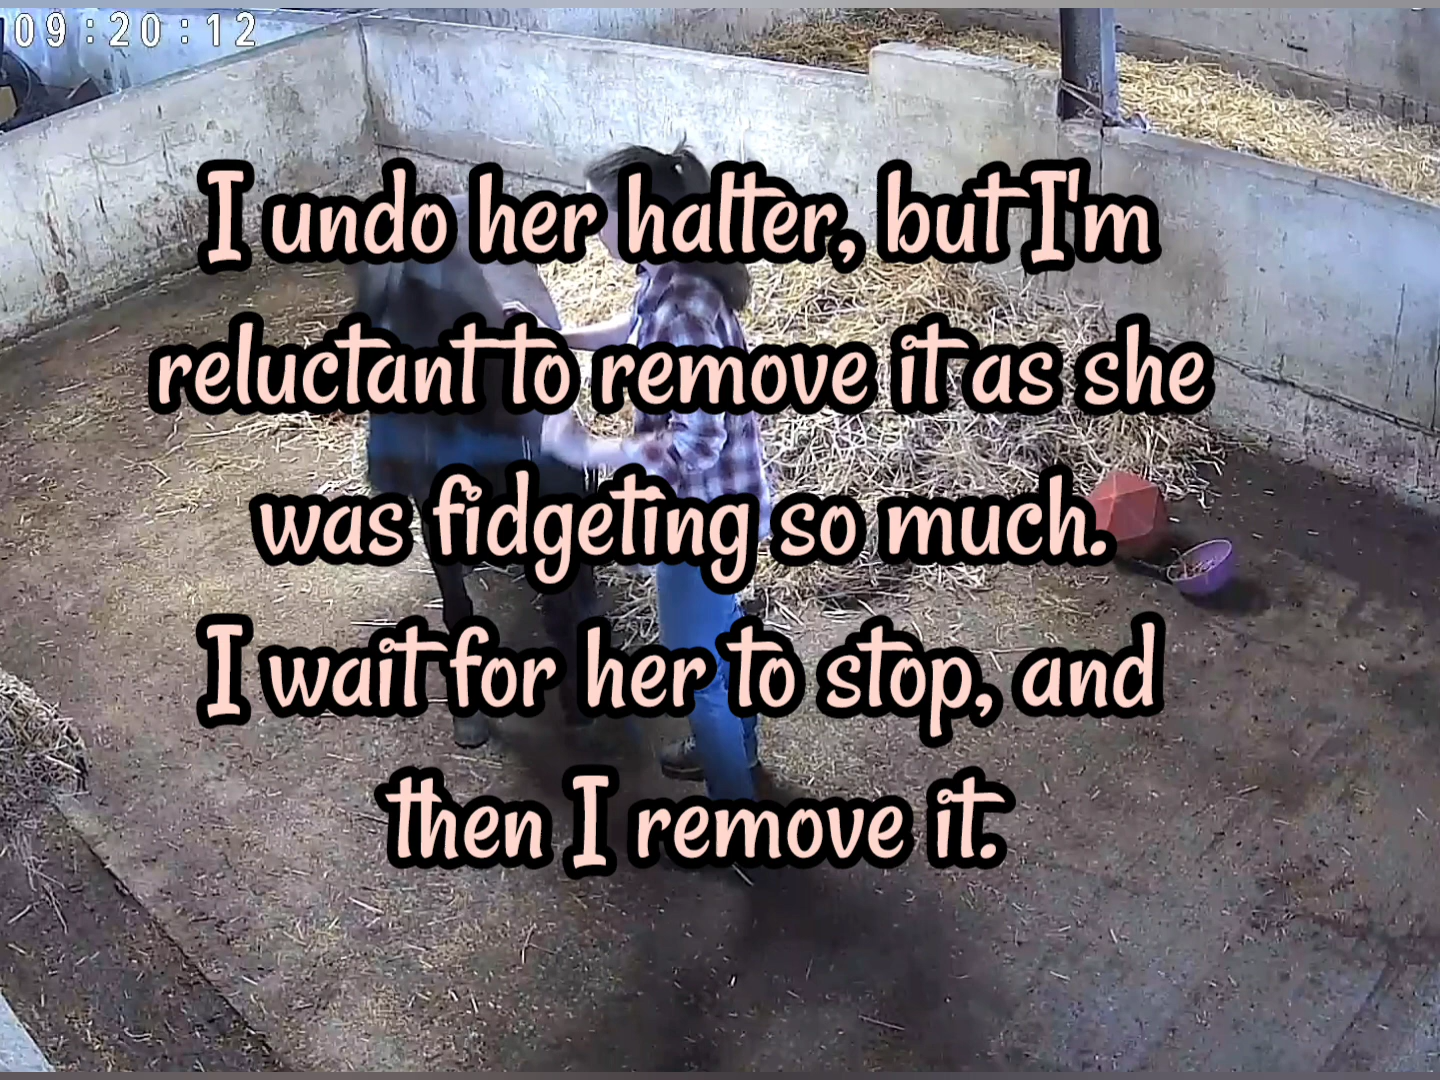 09:20:12
I undo her halter, but I'm
reluctant to remove it as she
was fidgeting so much.
I wait for her to stop, and
then I remove it.